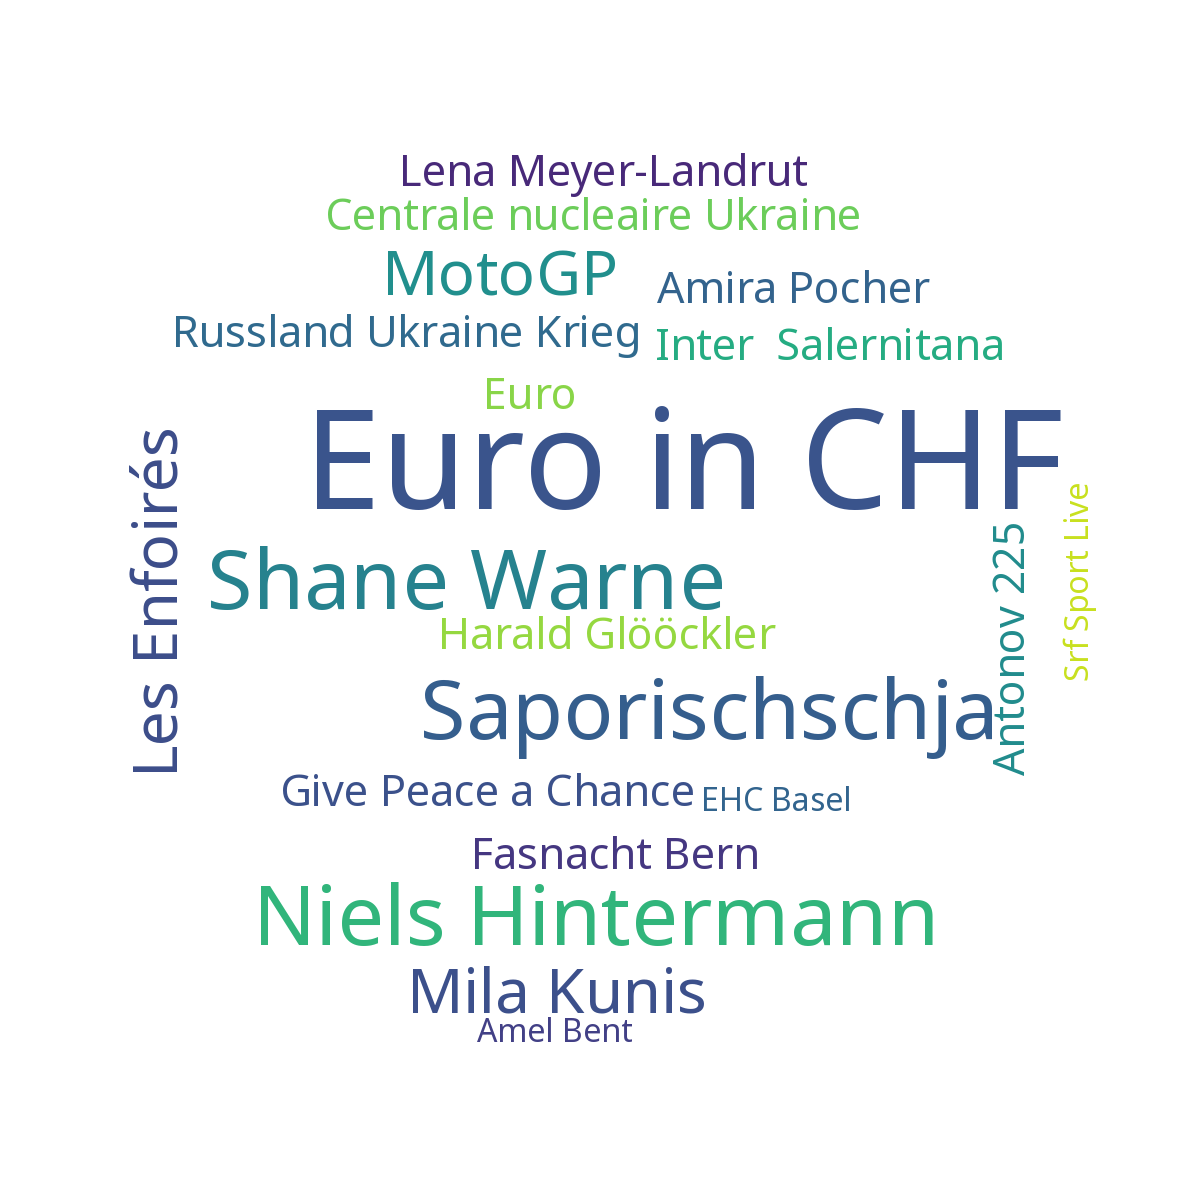 Lena Meyer-Landrut
Centrale nucleaire Ukraine
MotoGP
Amira Pocher
Russland Ukraine Krieg
Inter  Salernitana
Euro
Euro in CHF
Les Enfoirés
Shane Warne
Antonov 225
Srf Sport Live
Harald Glööckler
Saporischschja
Give Peace a Chance
EHC Basel
Fasnacht Bern
Niels Hintermann
Mila Kunis
Amel Bent